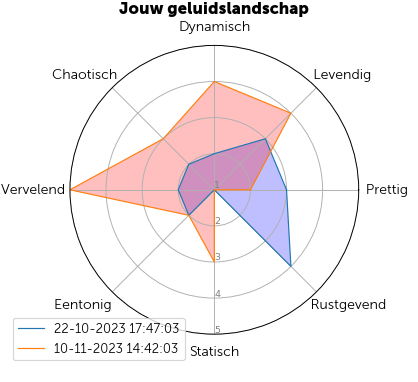 Jouw geluidslandschap
Dynamisch
Chaotisch
Levendig
Vervelend
1
Prettig
2
3
4
Eentonig
Rustgevend
5
Statisch
22-10-2023 17:47:03
10-11-2023 14:42:03